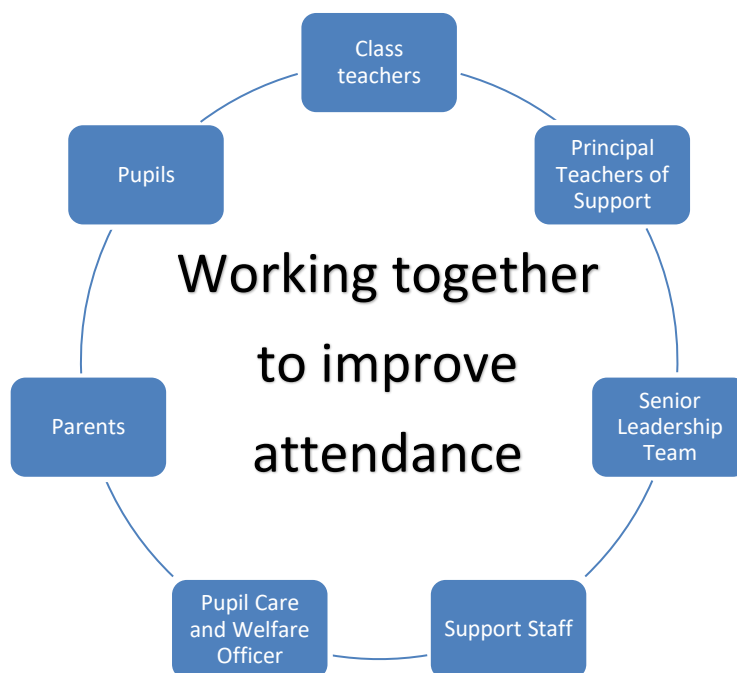 Class
teachers
Principal
Teachers of
Support
Senior
Leadership
Team
Support Staff
Pupil Care
and Welfare
Officer
Parents
Pupils
Working together
to improve
attendance